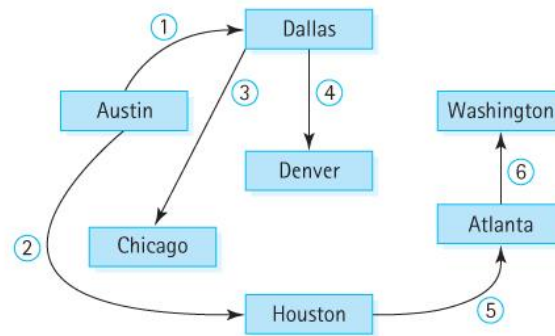 1
Dallas
3
4
Austin
Washington
Denver
6
2
Chicago
Atlanta
Houston
5